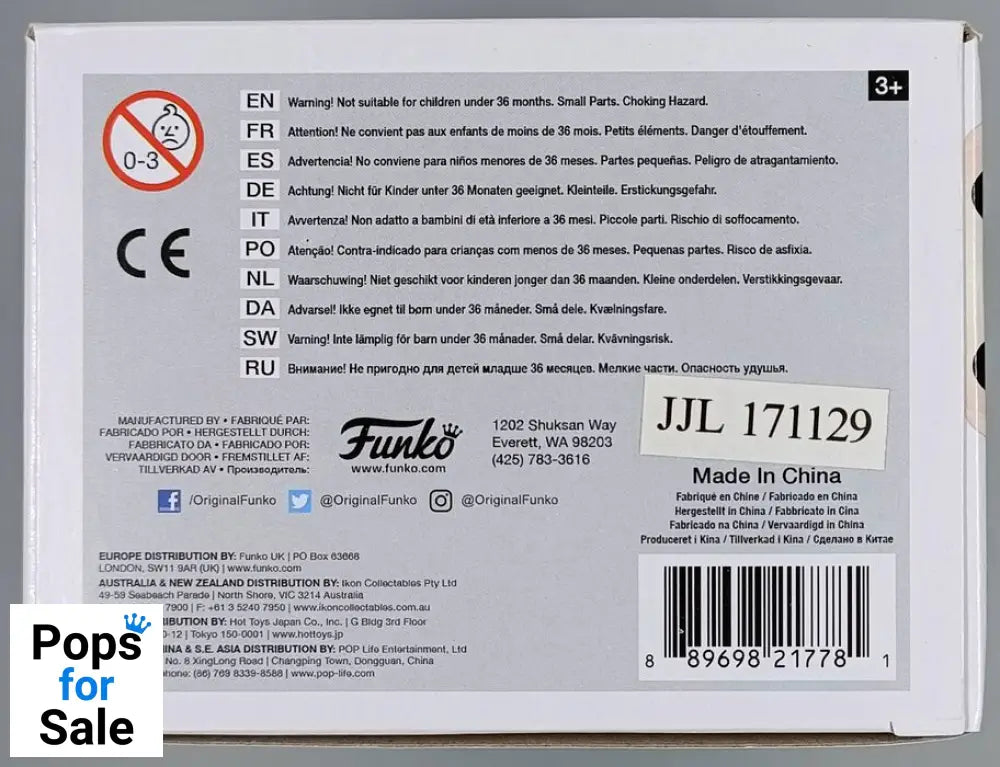 3+
0-3
CE
EN Warning! Not suitable for children under 36 months. Small Parts. Choking Hazard.
FR Attention! Ne convient pas aux enfants de moins de 36 mois. Petits éléments. Danger d'étouffement.
ES Advertencia! No conviene para niños menores de 36 meses. Partes pequeñas. Peligro de atragantamiento.
DE Achtung! Nicht für Kinder unter 36 Monaten geeignet. Kleinteile. Erstickungsgefahr.
IT Avvertenza! Non adatto a bambini di età inferiore a 36 mesi. Piccole parti. Rischio di soffocamento.
PO Atenção! Contra-indicado para crianças com menos de 36 meses. Pequenas partes. Risco de asfixia.
NL Waarschuwing! Niet geschikt voor kinderen jonger dan 36 maanden. Kleine onderdelen. Verstikkingsgevaar.
DA Advarsel! Ikke egnet til børn under 36 måneder. Små dele. Kvælningsfare.
SW Varning! Inte lämplig för barn under 36 månader. Små delar. Kvävningsrisk.
RU Внимание! Не пригодно для детей младше 36 месяцев. Мелкие части. Опасность удушья.
MANUFACTURED BY • FABRIQUÉ PAR:
FABRICADO POR • HERGESTELLT DURCH:
FABBRICATO DA • FABRICADO POR:
VERVAARDIGD DOOR • FREMSTILLET AF:
TILLVERKAD AV • Производитель:
Funko
www.funko.com
1202 Shuksan Way
Everett, WA 98203
(425) 783-3616
/OriginalFunko @OriginalFunko @OriginalFunko
JJL 171129
Made In China
Fabriqué en Chine / Fabricado en China
Hergestellt in China / Fabbricato in Cina
Fabricado na China / Vervaardigd in China
Produceret i Kina / Tillverkad i Kina / Сделано в Китае
EUROPE DISTRIBUTION BY: Funko UK | PO Box 63668
LONDON, SW11 9AR (UK) | www.funko.com
AUSTRALIA & NEW ZEALAND DISTRIBUTION BY: Ikon Collectables Pty Ltd
49-59 Seabeach Parade | North Shore, VIC 3214 Australia
7900 | F: +61 3 5240 7950 | www.ikoncollectables.com.au
IBUTION BY: Hot Toys Japan Co., Inc. | G Bldg 3rd Floor
-12 | Tokyo 150-0001 | www.hottoys.jp
INA & S.E. ASIA DISTRIBUTION BY: POP Life Entertainment, Ltd
No. 8 XingLong Road | Changping Town, Dongguan, China
hone: (86) 769 8339-8588 | www.pop-life.com
8 89698 21778 1
Pops
for
Sale